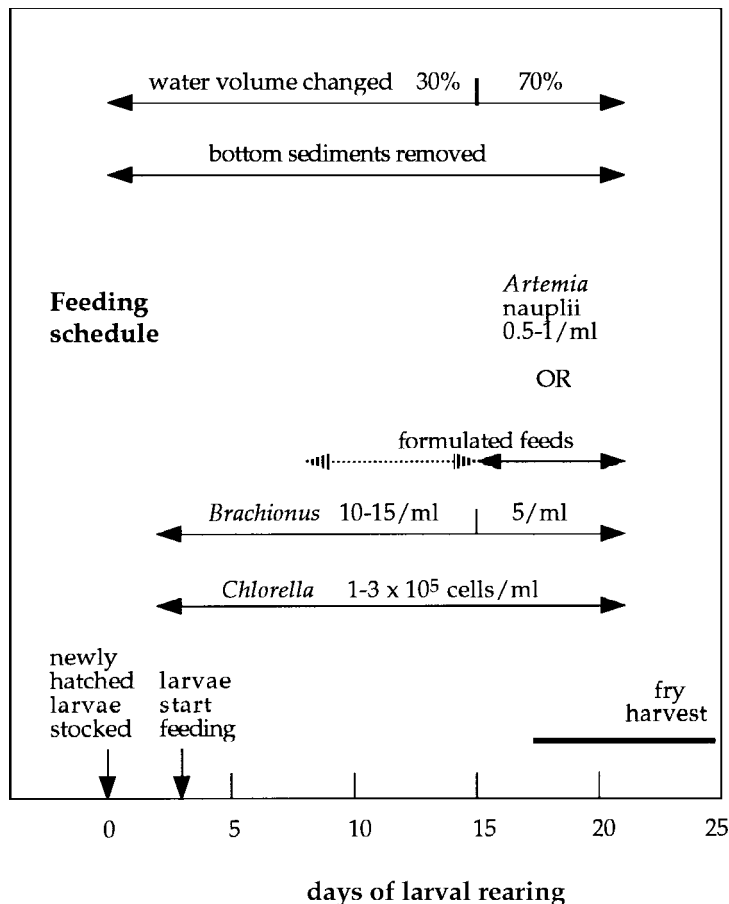 water volume changed 30% 70%
bottom sediments removed
Feeding
schedule
Artemia
nauplii
0.5-1/ml
OR
formulated feeds
Brachionus 10-15/ml 5/ml
Chlorella 1-3 x 10⁵ cells/ml
newly
hatched
larvae
stocked
larvae
start
feeding
fry
harvest
0 5 10 15 20 25
days of larval rearing